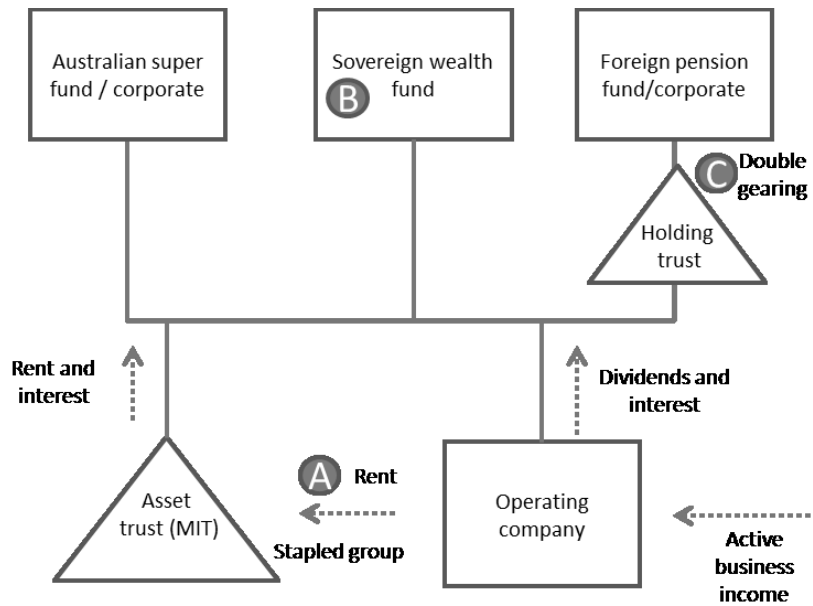 Australian super
fund / corporate
Sovereign wealth
fund
B
Foreign pension
fund/corporate
C
Double
gearing
Holding
trust
Rent and
interest
Dividends and
interest
A
Rent
Stapled group
Asset
trust (MIT)
Operating
company
Active
business
income